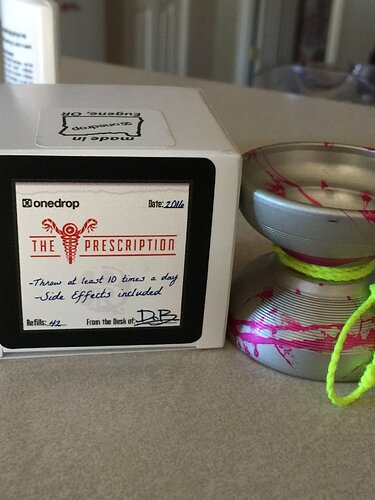 made in
onedrop
Eugene, OR
onedrop Date: 2016
THE PRESCRIPTION
-Throw at least 10 times a day
-Side Effects included
Refills: 42 From the Desk of: